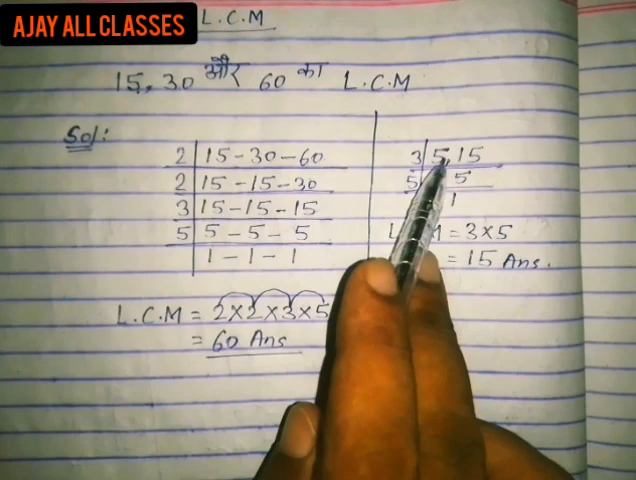 AJAY ALL CLASSES
L.C.M
15, 30 और 60 का L.C.M
Sol:
2 | 15 - 30 - 60
2 | 15 - 15 - 30
3 | 15 - 15 - 15
5 | 5 - 5 - 5
1 - 1 - 1
L.C.M = 2×2×3×5
= 60 Ans
3 | 5, 15
5 | 5
1
L M = 3×5
= 15 Ans.